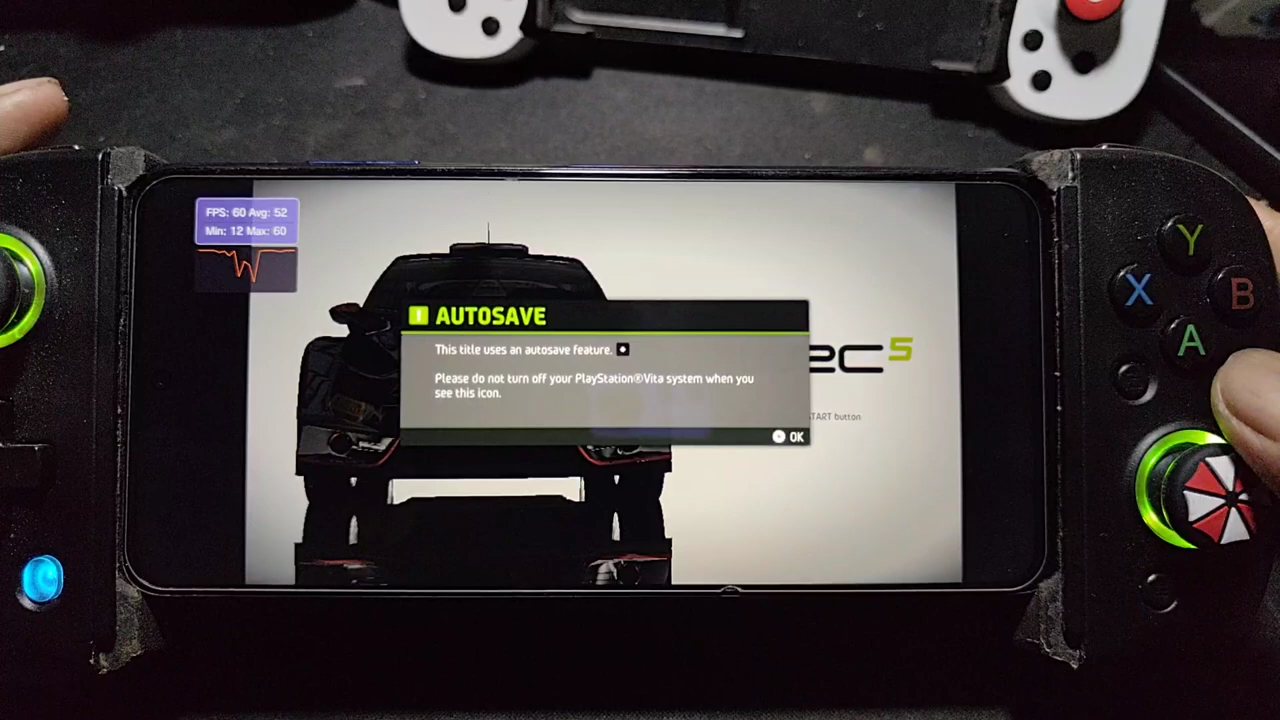 FPS: 60 Avg: 52
Min: 12 Max: 60
AUTOSAVE
This title uses an autosave feature.
Please do not turn off your PlayStation®Vita system when you
see this icon.
OK
5
START button
Y
X
B
A